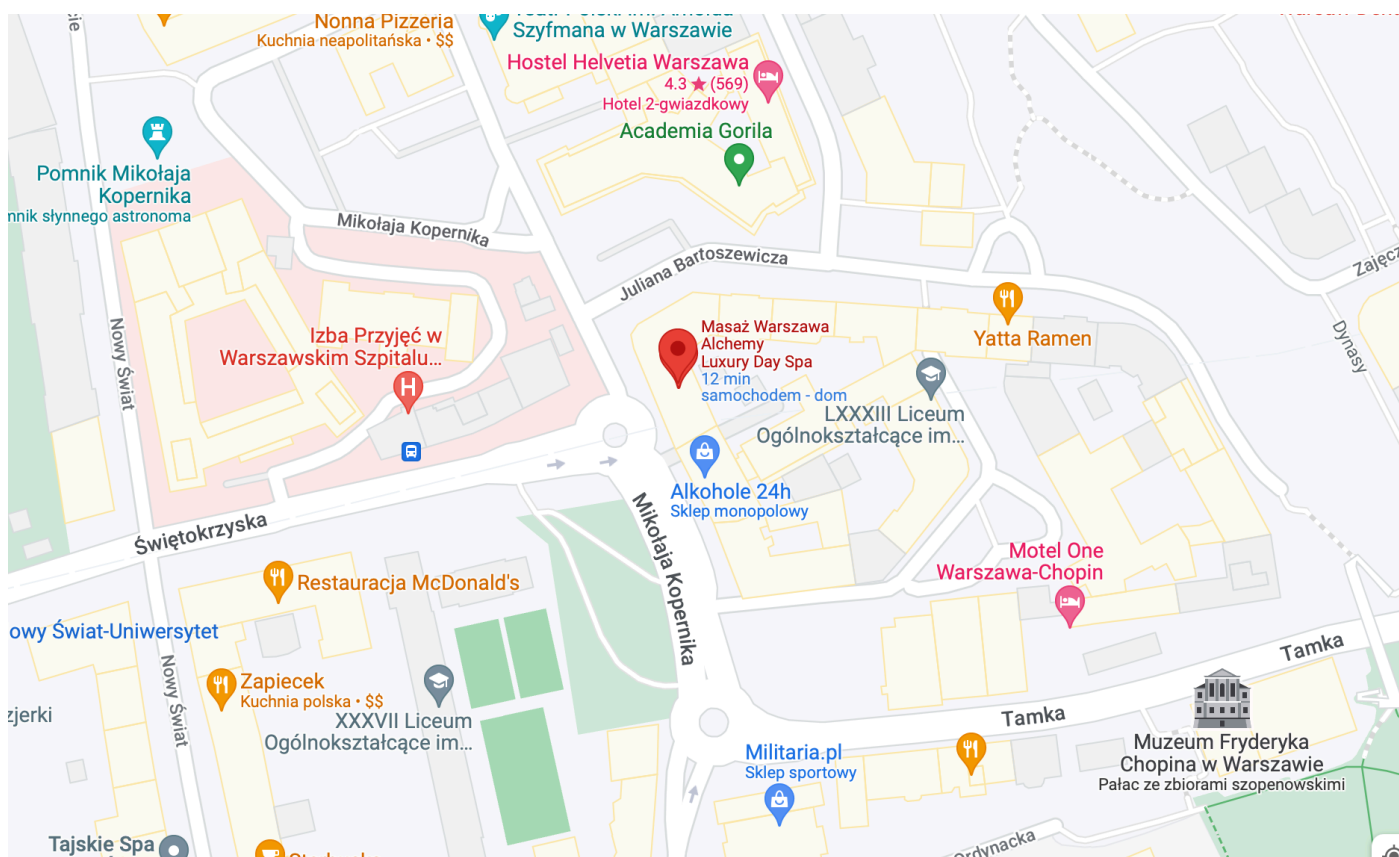 Nonna Pizzeria
Kuchnia neapolitańska • $$
Szyfmana w Warszawie
Hostel Helvetia Warszawa
4.3 ★ (569)
Hotel 2-gwiazdkowy
Academia Gorila
Pomnik Mikołaja
Kopernika
mnik słynnego astronoma
Mikołaja Kopernika
Juliana Bartoszewicza
Zajęcz
Dynasy
Yatta Ramen
Masaż Warszawa
Alchemy
Luxury Day Spa
12 min
samochodem - dom
Izba Przyjęć w
Warszawskim Szpitalu...
H
Nowy Świat
LXXXIII Liceum
Ogólnokształcące im...
Alkohole 24h
Sklep monopolowy
Świętokrzyska
Mikołaja Kopernika
Motel One
Warszawa-Chopin
Restauracja McDonald's
owy Świat-Uniwersytet
Nowy Świat
Zapiecek
Kuchnia polska • $$
zjerki
XXXVII Liceum
Ogólnokształcące im...
Tamka
Tamka
Muzeum Fryderyka
Chopina w Warszawie
Pałac ze zbiorami szopenowskimi
Militaria.pl
Sklep sportowy
Tajskie Spa
Ordynacka